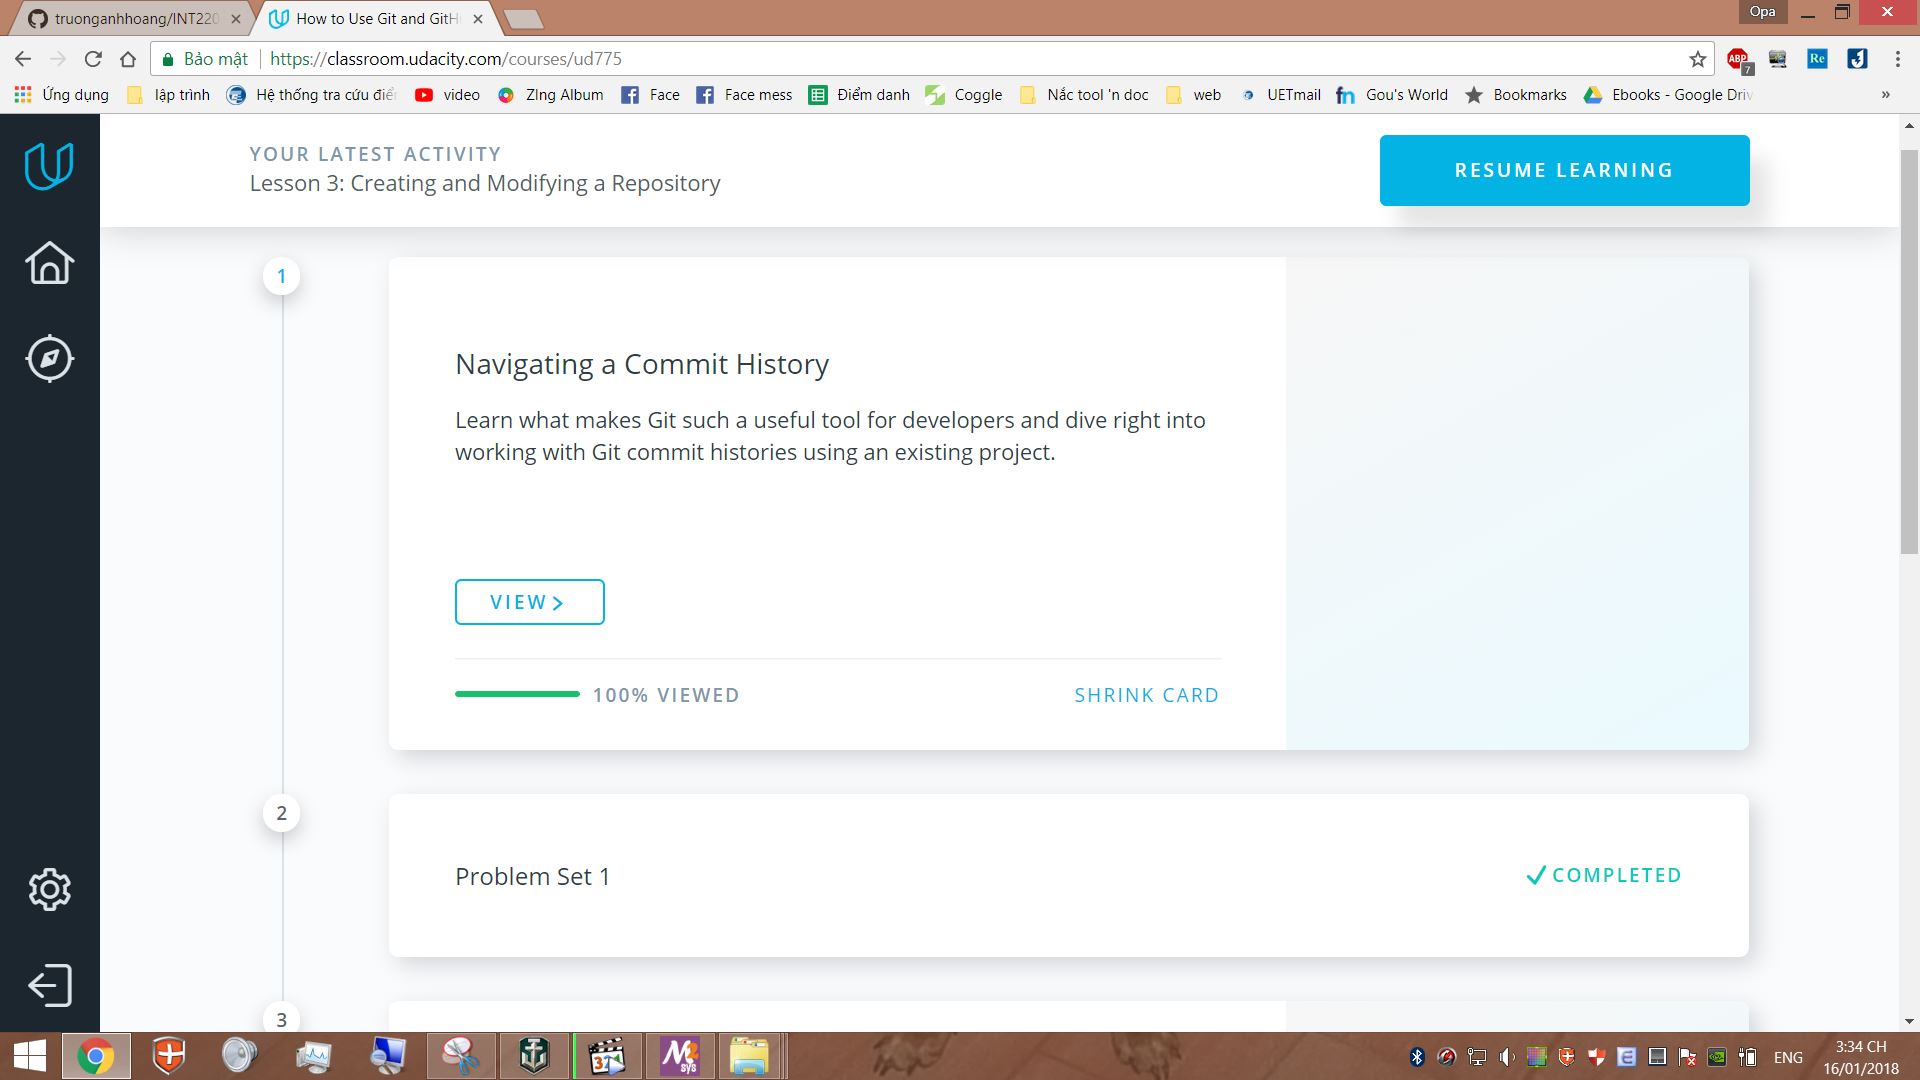 truonganhhoang/INT220
How to Use Git and GitH
Opa
Bảo mật
https://classroom.udacity.com/courses/ud775
ABP
7
Re
Ứng dụng
lập trình
Hệ thống tra cứu điể
video
ZIng Album
Face
Face mess
Điểm danh
Coggle
Nắc tool 'n doc
web
UETmail
fn
Gou's World
Bookmarks
Ebooks - Google Driv
»
YOUR LATEST ACTIVITY
Lesson 3: Creating and Modifying a Repository
RESUME LEARNING
1
Navigating a Commit History
Learn what makes Git such a useful tool for developers and dive right into
working with Git commit histories using an existing project.
VIEW
100% VIEWED
SHRINK CARD
2
Problem Set 1
COMPLETED
3
ENG
3:34 CH
16/01/2018